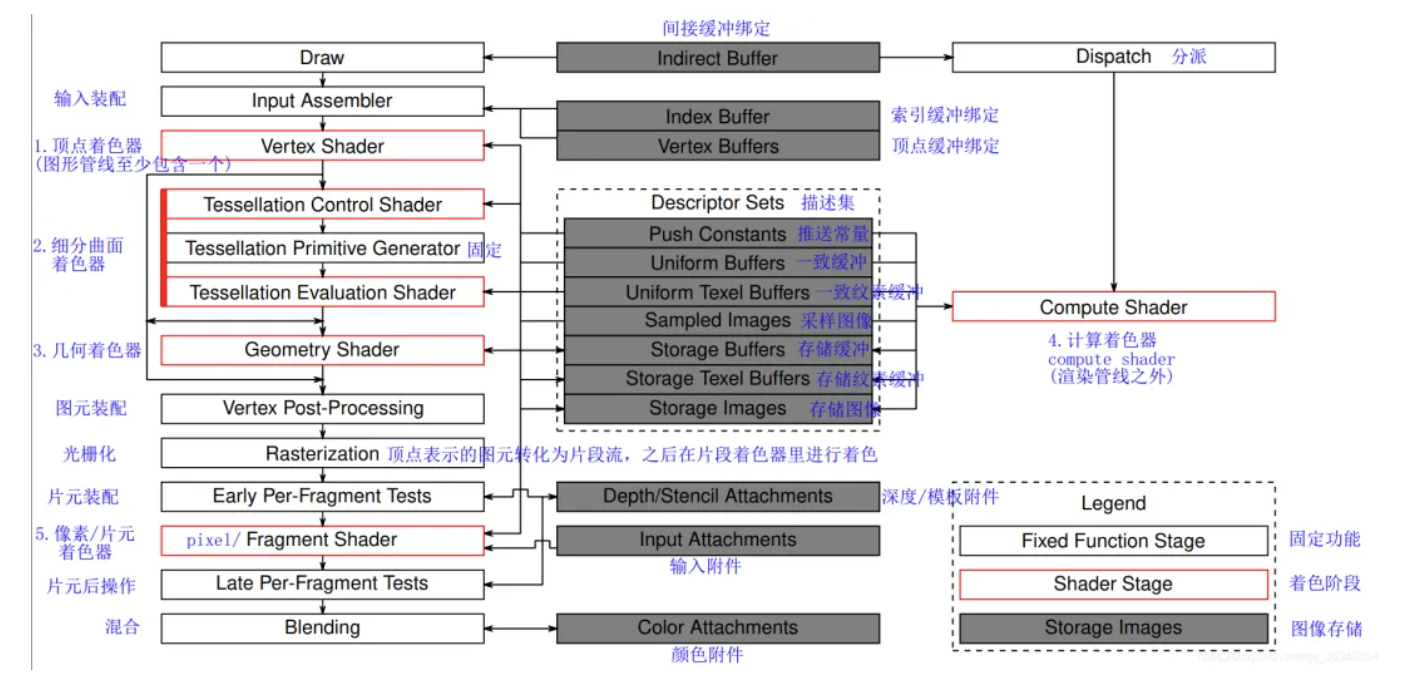 间接缓冲绑定
Draw
Indirect Buffer
Dispatch 分派
输入装配
Input Assembler
Index Buffer
索引缓冲绑定
1.顶点着色器
(图形管线至少包含一个)
Vertex Shader
Vertex Buffers
顶点缓冲绑定
Tessellation Control Shader
Descriptor Sets 描述集
Push Constants 推送常量
2.细分曲面
着色器
Tessellation Primitive Generator 固定
Uniform Buffers 一致缓冲
Tessellation Evaluation Shader
Uniform Texel Buffers 一致纹素缓冲
Compute Shader
Sampled Images 采样图像
3.几何着色器
Geometry Shader
Storage Buffers 存储缓冲
4.计算着色器
compute shader
(渲染管线之外)
Storage Texel Buffers 存储纹素缓冲
图元装配
Vertex Post-Processing
Storage Images 存储图像
光栅化
Rasterization 顶点表示的图元转化为片段流，之后在片段着色器里进行着色
片元装配
Early Per-Fragment Tests
Depth/Stencil Attachments
深度/模板附件
Legend
5.像素/片元
着色器
pixel/ Fragment Shader
Input Attachments
输入附件
Fixed Function Stage
固定功能
片元后操作
Late Per-Fragment Tests
Shader Stage
着色阶段
混合
Blending
Color Attachments
颜色附件
Storage Images
图像存储